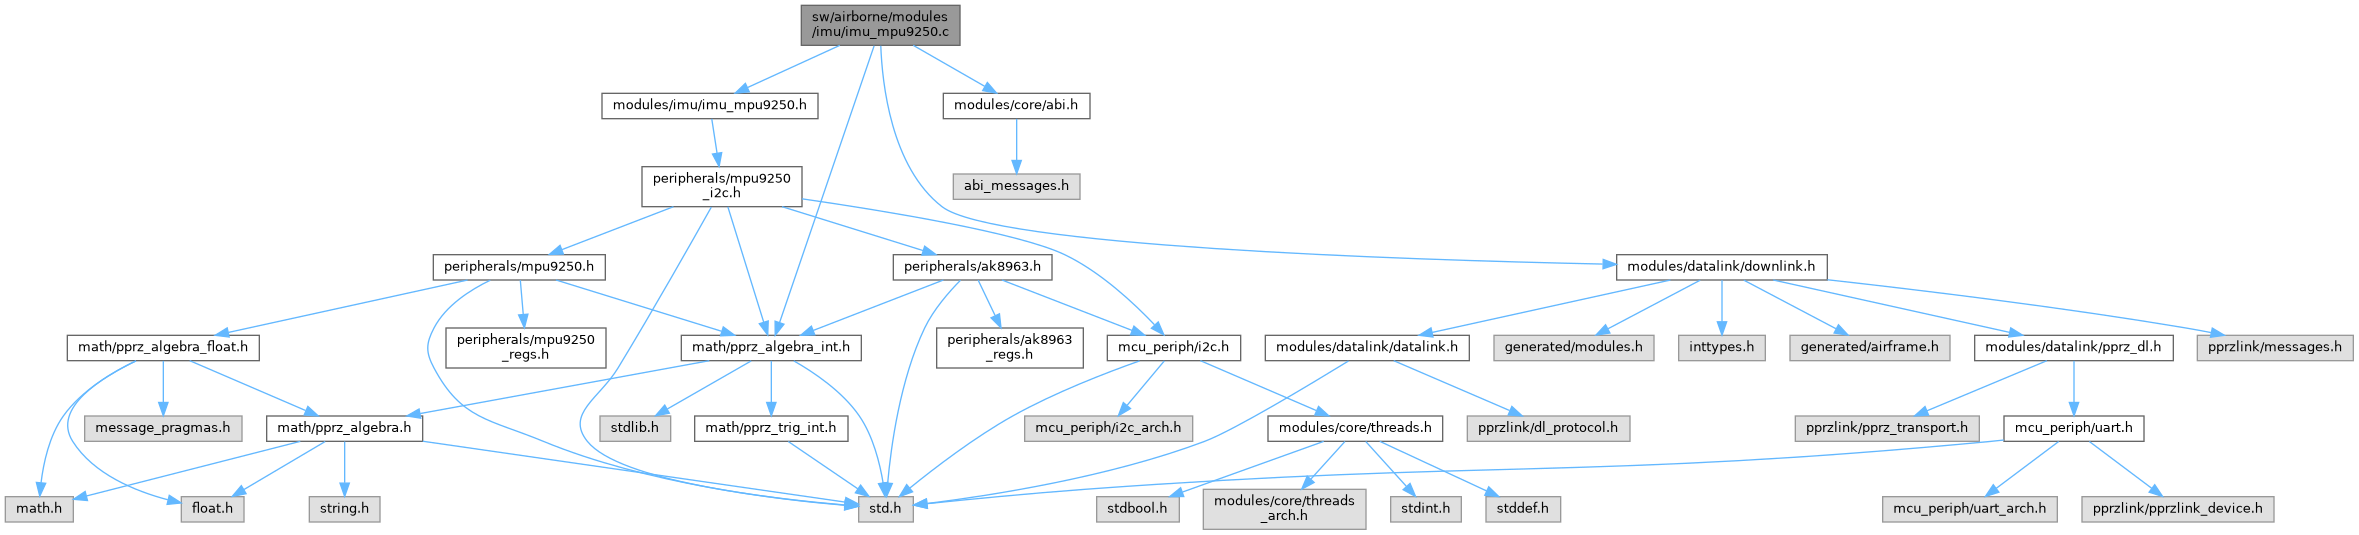 sw/airborne/modules
/imu/imu_mpu9250.c
modules/imu/imu_mpu9250.h
modules/core/abi.h
peripherals/mpu9250
_i2c.h
abi_messages.h
peripherals/mpu9250.h
peripherals/ak8963.h
modules/datalink/downlink.h
math/pprz_algebra_float.h
peripherals/mpu9250
_regs.h
math/pprz_algebra_int.h
peripherals/ak8963
_regs.h
mcu_periph/i2c.h
modules/datalink/datalink.h
generated/modules.h
inttypes.h
generated/airframe.h
modules/datalink/pprz_dl.h
pprzlink/messages.h
message_pragmas.h
math/pprz_algebra.h
stdlib.h
math/pprz_trig_int.h
mcu_periph/i2c_arch.h
modules/core/threads.h
pprzlink/dl_protocol.h
pprzlink/pprz_transport.h
mcu_periph/uart.h
math.h
float.h
string.h
std.h
stdbool.h
modules/core/threads
_arch.h
stdint.h
stddef.h
mcu_periph/uart_arch.h
pprzlink/pprzlink_device.h